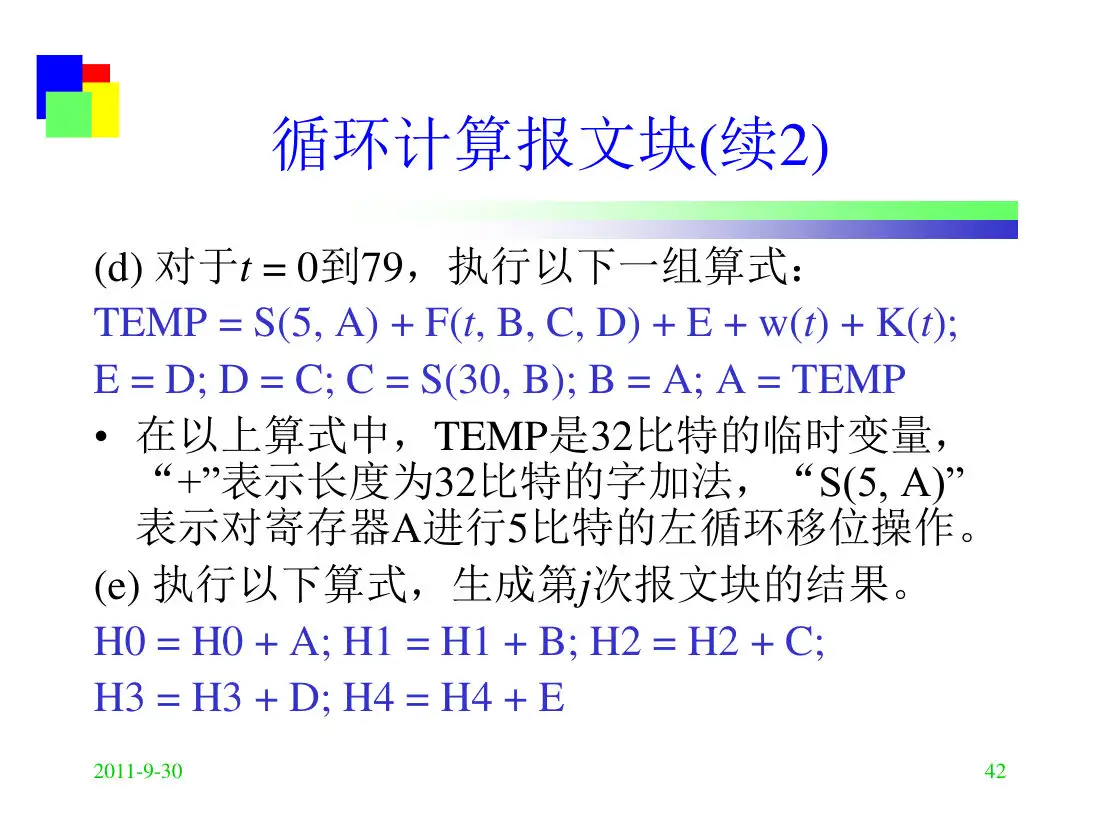 循环计算报文块(续2)
(d) 对于t = 0到79，执行以下一组算式：
TEMP = S(5, A) + F(t, B, C, D) + E + w(t) + K(t);
E = D; D = C; C = S(30, B); B = A; A = TEMP
• 在以上算式中，TEMP是32比特的临时变量，
“+”表示长度为32比特的字加法，“S(5, A)”
表示对寄存器A进行5比特的左循环移位操作。
(e) 执行以下算式，生成第j次报文块的结果。
H0 = H0 + A; H1 = H1 + B; H2 = H2 + C;
H3 = H3 + D; H4 = H4 + E
2011-9-30
42